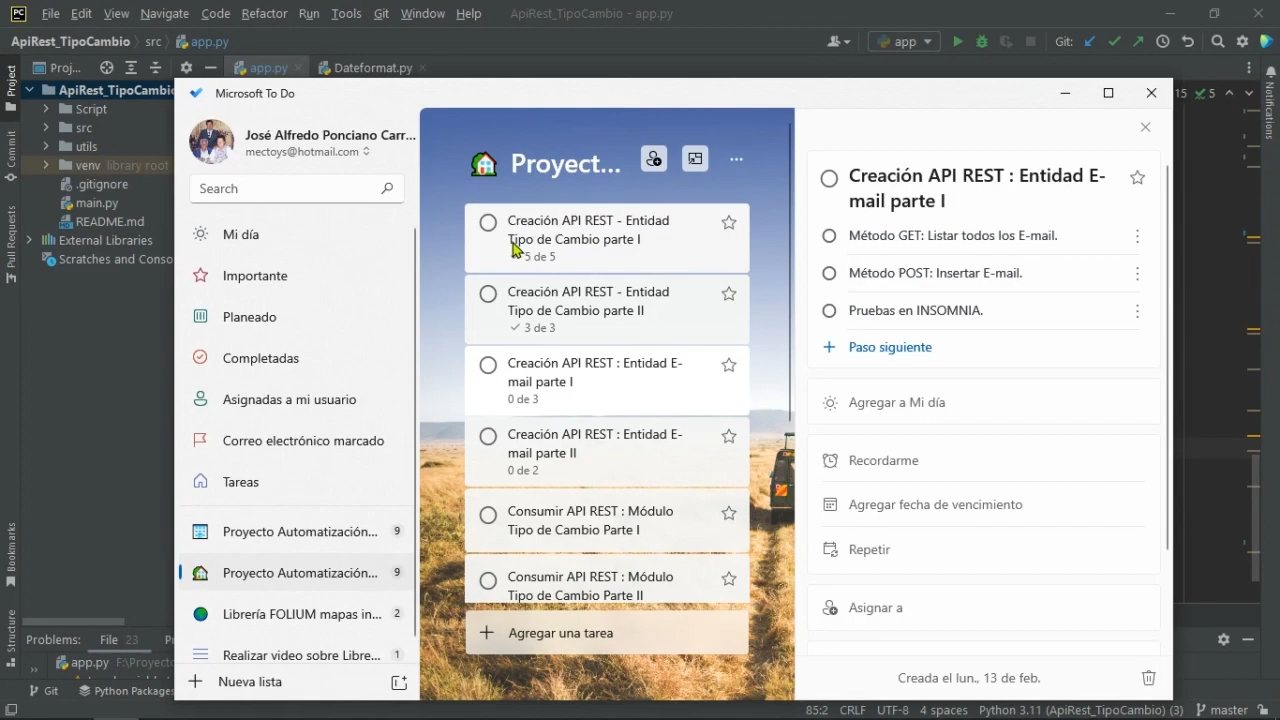 File Edit View Navigate Code Refactor Run Tools Git Window Help ApiRest_TipoCambio - app.py
ApiRest_TipoCambio src app.py
app Git:
Proj... app.py Dateformat.py
ApiRest_TipoCambio
Script
src
utils
venv library root
.gitignore
main.py
README.md
External Libraries
Scratches and Conso
Project
Commit
Pull Requests
Bookmarks
Structure
Notifications
15 5
Microsoft To Do
José Alfredo Ponciano Carr...
mectoys@hotmail.com
Search
Mi día
Importante
Planeado
Completadas
Asignadas a mi usuario
Correo electrónico marcado
Tareas
Proyecto Automatización... 9
Proyecto Automatización... 9
Librería FOLIUM mapas in... 2
Realizar video sobre Libre... 1
Nueva lista
Proyect...
Creación API REST - Entidad
Tipo de Cambio parte I
5 de 5
Creación API REST - Entidad
Tipo de Cambio parte II
3 de 3
Creación API REST : Entidad E-
mail parte I
0 de 3
Creación API REST : Entidad E-
mail parte II
0 de 2
Consumir API REST : Módulo
Tipo de Cambio Parte I
Consumir API REST : Módulo
Tipo de Cambio Parte II
Agregar una tarea
Creación API REST : Entidad E-
mail parte I
Método GET: Listar todos los E-mail.
Método POST: Insertar E-mail.
Pruebas en INSOMNIA.
Paso siguiente
Agregar a Mi día
Recordarme
Agregar fecha de vencimiento
Repetir
Asignar a
Creada el lun., 13 de feb.
Problems: File 23
app.py F:\Proyecto
Git Python Packages
85:2 CRLF UTF-8 4 spaces Python 3.11 (ApiRest_TipoCambio) (3) master